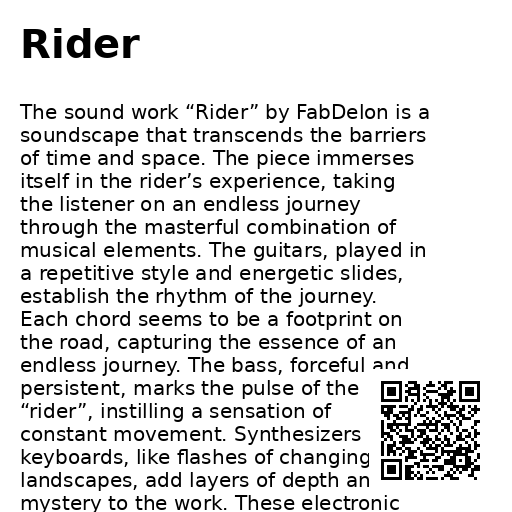 Rider
The sound work “Rider” by FabDelon is a
soundscape that transcends the barriers
of time and space. The piece immerses
itself in the rider’s experience, taking
the listener on an endless journey
through the masterful combination of
musical elements. The guitars, played in
a repetitive style and energetic slides,
establish the rhythm of the journey.
Each chord seems to be a footprint on
the road, capturing the essence of an
endless journey. The bass, forceful and
persistent, marks the pulse of the
“rider”, instilling a sensation of
constant movement. Synthesizers
keyboards, like flashes of changing
landscapes, add layers of depth an
mystery to the work. These electronic